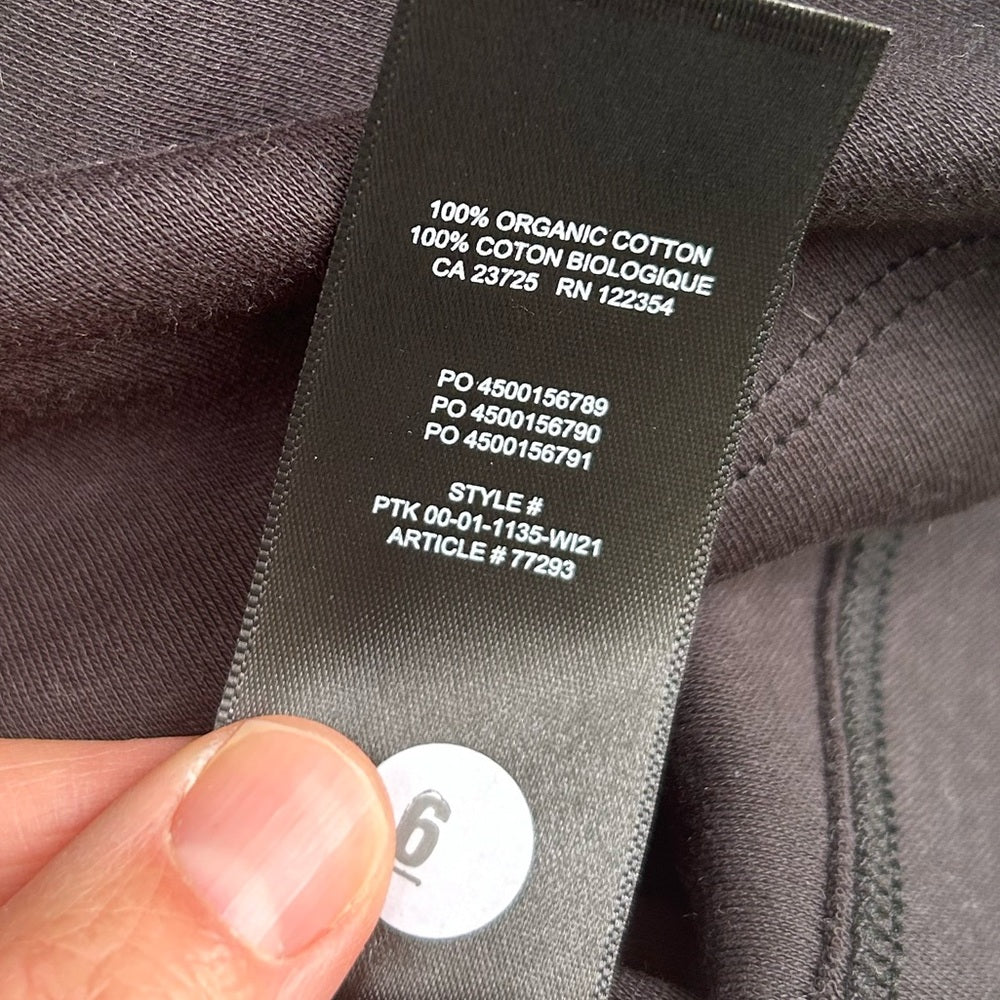 100% ORGANIC COTTON
100% COTON BIOLOGIQUE
CA 23725 RN 122354
PO 4500156789
PO 4500156790
PO 4500156791
STYLE #
PTK 00-01-1135-WI21
ARTICLE # 77293
6